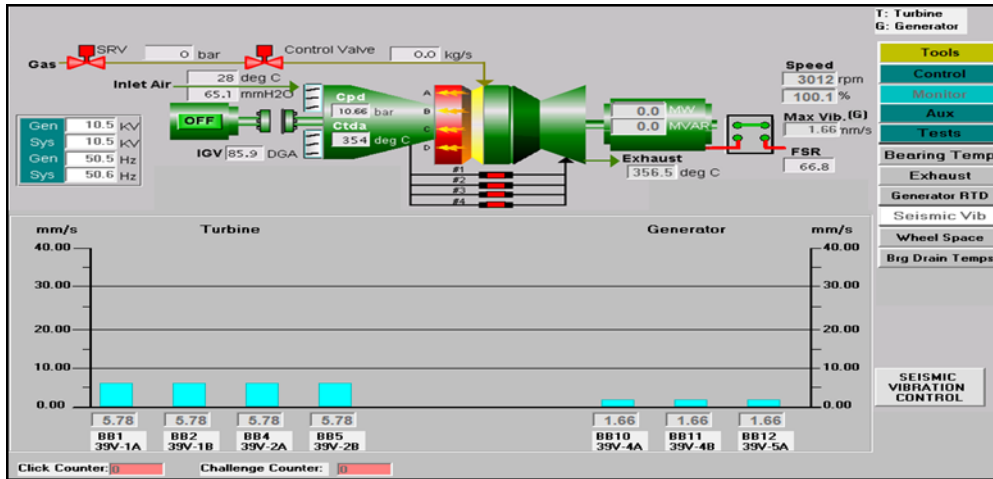 T: Turbine
G: Generator
Gas SRV 0 bar Control Valve 0.0 kg/s
Inlet Air 28 deg C
65.1 mmH2O
OFF
IGV 85.9 DGA
Cpd
10.66 bar
Ctda
354 deg C
A
B
C
D
#1
#2
#3
#4
0.0 MW
0.0 MVAR
Exhaust
356.5 deg C
Speed
3012 rpm
100.1 %
Max Vib. (G)
1.66 mm/s
FSR
66.8
Gen 10.5 KV
Sys 10.5 KV
Gen 50.5 Hz
Sys 50.6 Hz
Tools
Control
Monitor
Aux
Tests
Bearing Temp
Exhaust
Generator RTD
Seismic Vib
Wheel Space
Brg Drain Temps
SEISMIC
VIBRATION
CONTROL
mm/s Turbine Generator mm/s
40.00 40.00
30.00 30.00
20.00 20.00
10.00 10.00
0.00 0.00
5.78 5.78 5.78 5.78 1.66 1.66 1.66
BB1 BB2 BB4 BB5 BB10 BB11 BB12
39V-1A 39V-1B 39V-2A 39V-2B 39V-4A 39V-4B 39V-5A
Click Counter: 0 Challenge Counter: 0